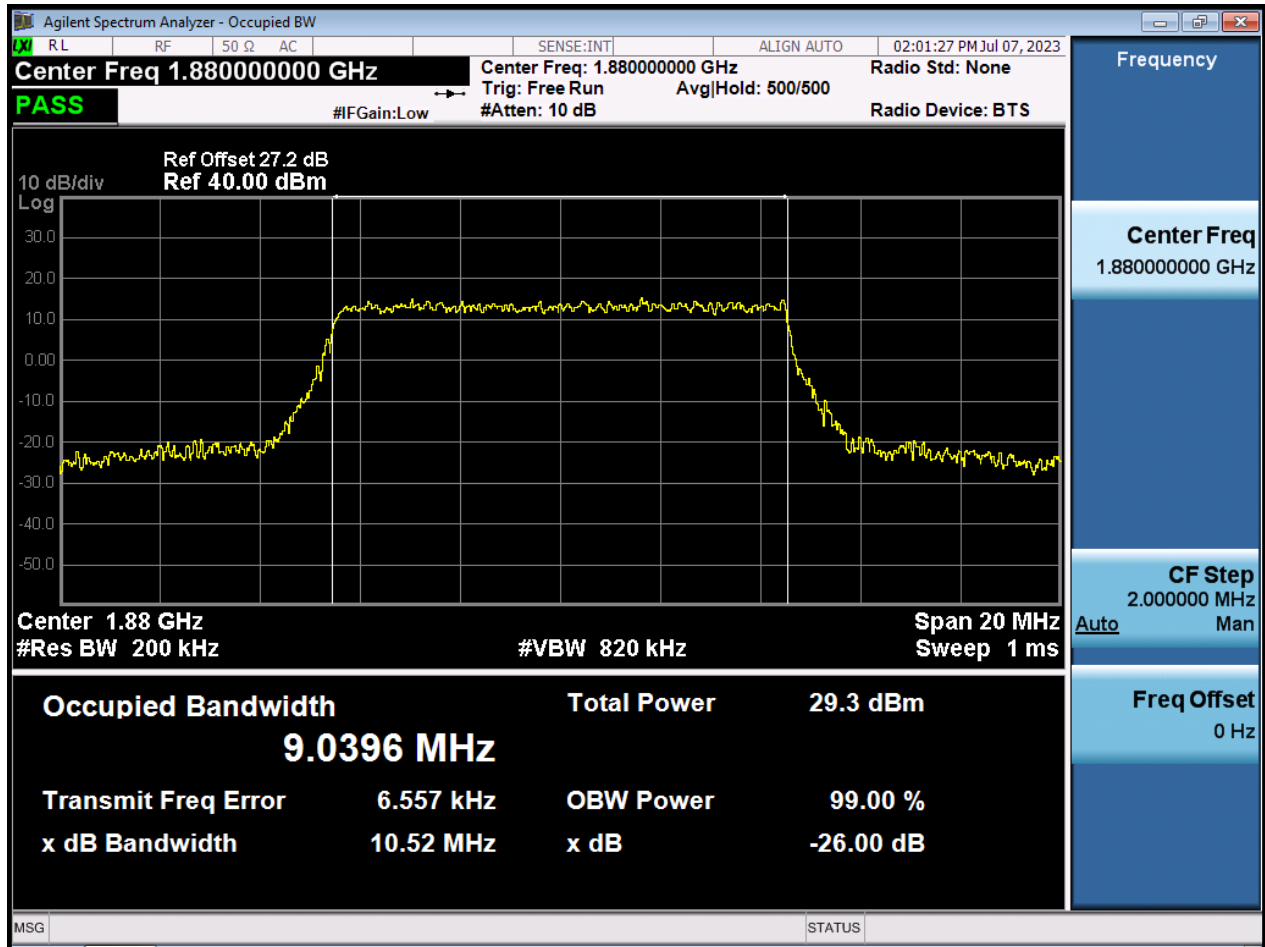 Agilent Spectrum Analyzer - Occupied BW
LXI RL RF 50 Ω AC SENSE:INT ALIGN AUTO 02:01:27 PM Jul 07, 2023
Center Freq 1.880000000 GHz
PASS
#IFGain:Low
Center Freq: 1.880000000 GHz
Trig: Free Run Avg|Hold: 500/500
#Atten: 10 dB
Radio Std: None
Radio Device: BTS
Ref Offset 27.2 dB
10 dB/div Ref 40.00 dBm
Log
30.0
20.0
10.0
0.00
-10.0
-20.0
-30.0
-40.0
-50.0
Center 1.88 GHz Span 20 MHz
#Res BW 200 kHz #VBW 820 kHz Sweep 1 ms
Occupied Bandwidth Total Power 29.3 dBm
9.0396 MHz
Transmit Freq Error 6.557 kHz OBW Power 99.00 %
x dB Bandwidth 10.52 MHz x dB -26.00 dB
Frequency
Center Freq
1.880000000 GHz
CF Step
2.000000 MHz
Auto Man
Freq Offset
0 Hz
MSG STATUS